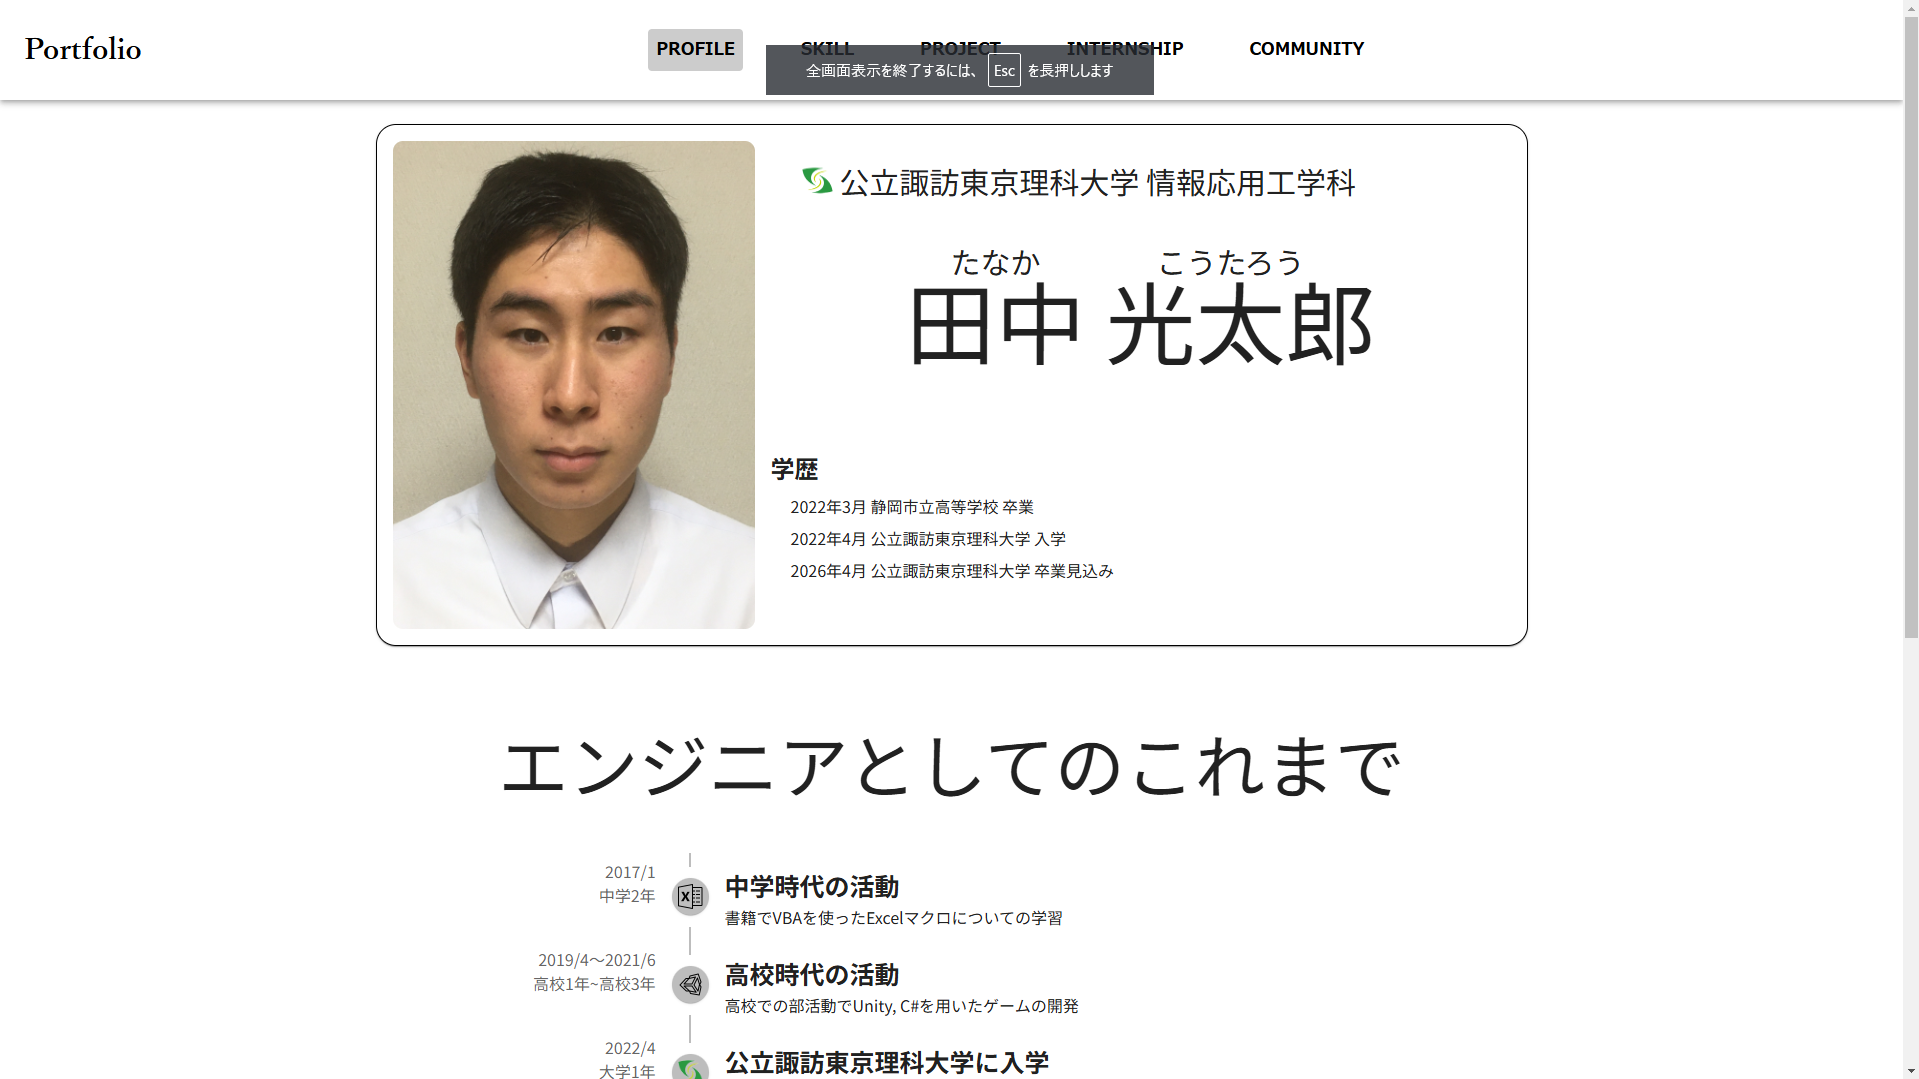 Portfolio
PROFILE
SKILL
PROJECT
INTERNSHIP
COMMUNITY
全画面表示を終了するには、 Esc を長押しします
公立諏訪東京理科大学 情報応用工学科
たなか こうたろう
田中 光太郎
学歴
2022年3月 静岡市立高等学校 卒業
2022年4月 公立諏訪東京理科大学 入学
2026年4月 公立諏訪東京理科大学 卒業見込み
エンジニアとしてのこれまで
2017/1
中学2年
中学時代の活動
書籍でVBAを使ったExcelマクロについての学習
2019/4～2021/6
高校1年~高校3年
高校時代の活動
高校での部活動でUnity, C#を用いたゲームの開発
2022/4
大学1年
公立諏訪東京理科大学に入学